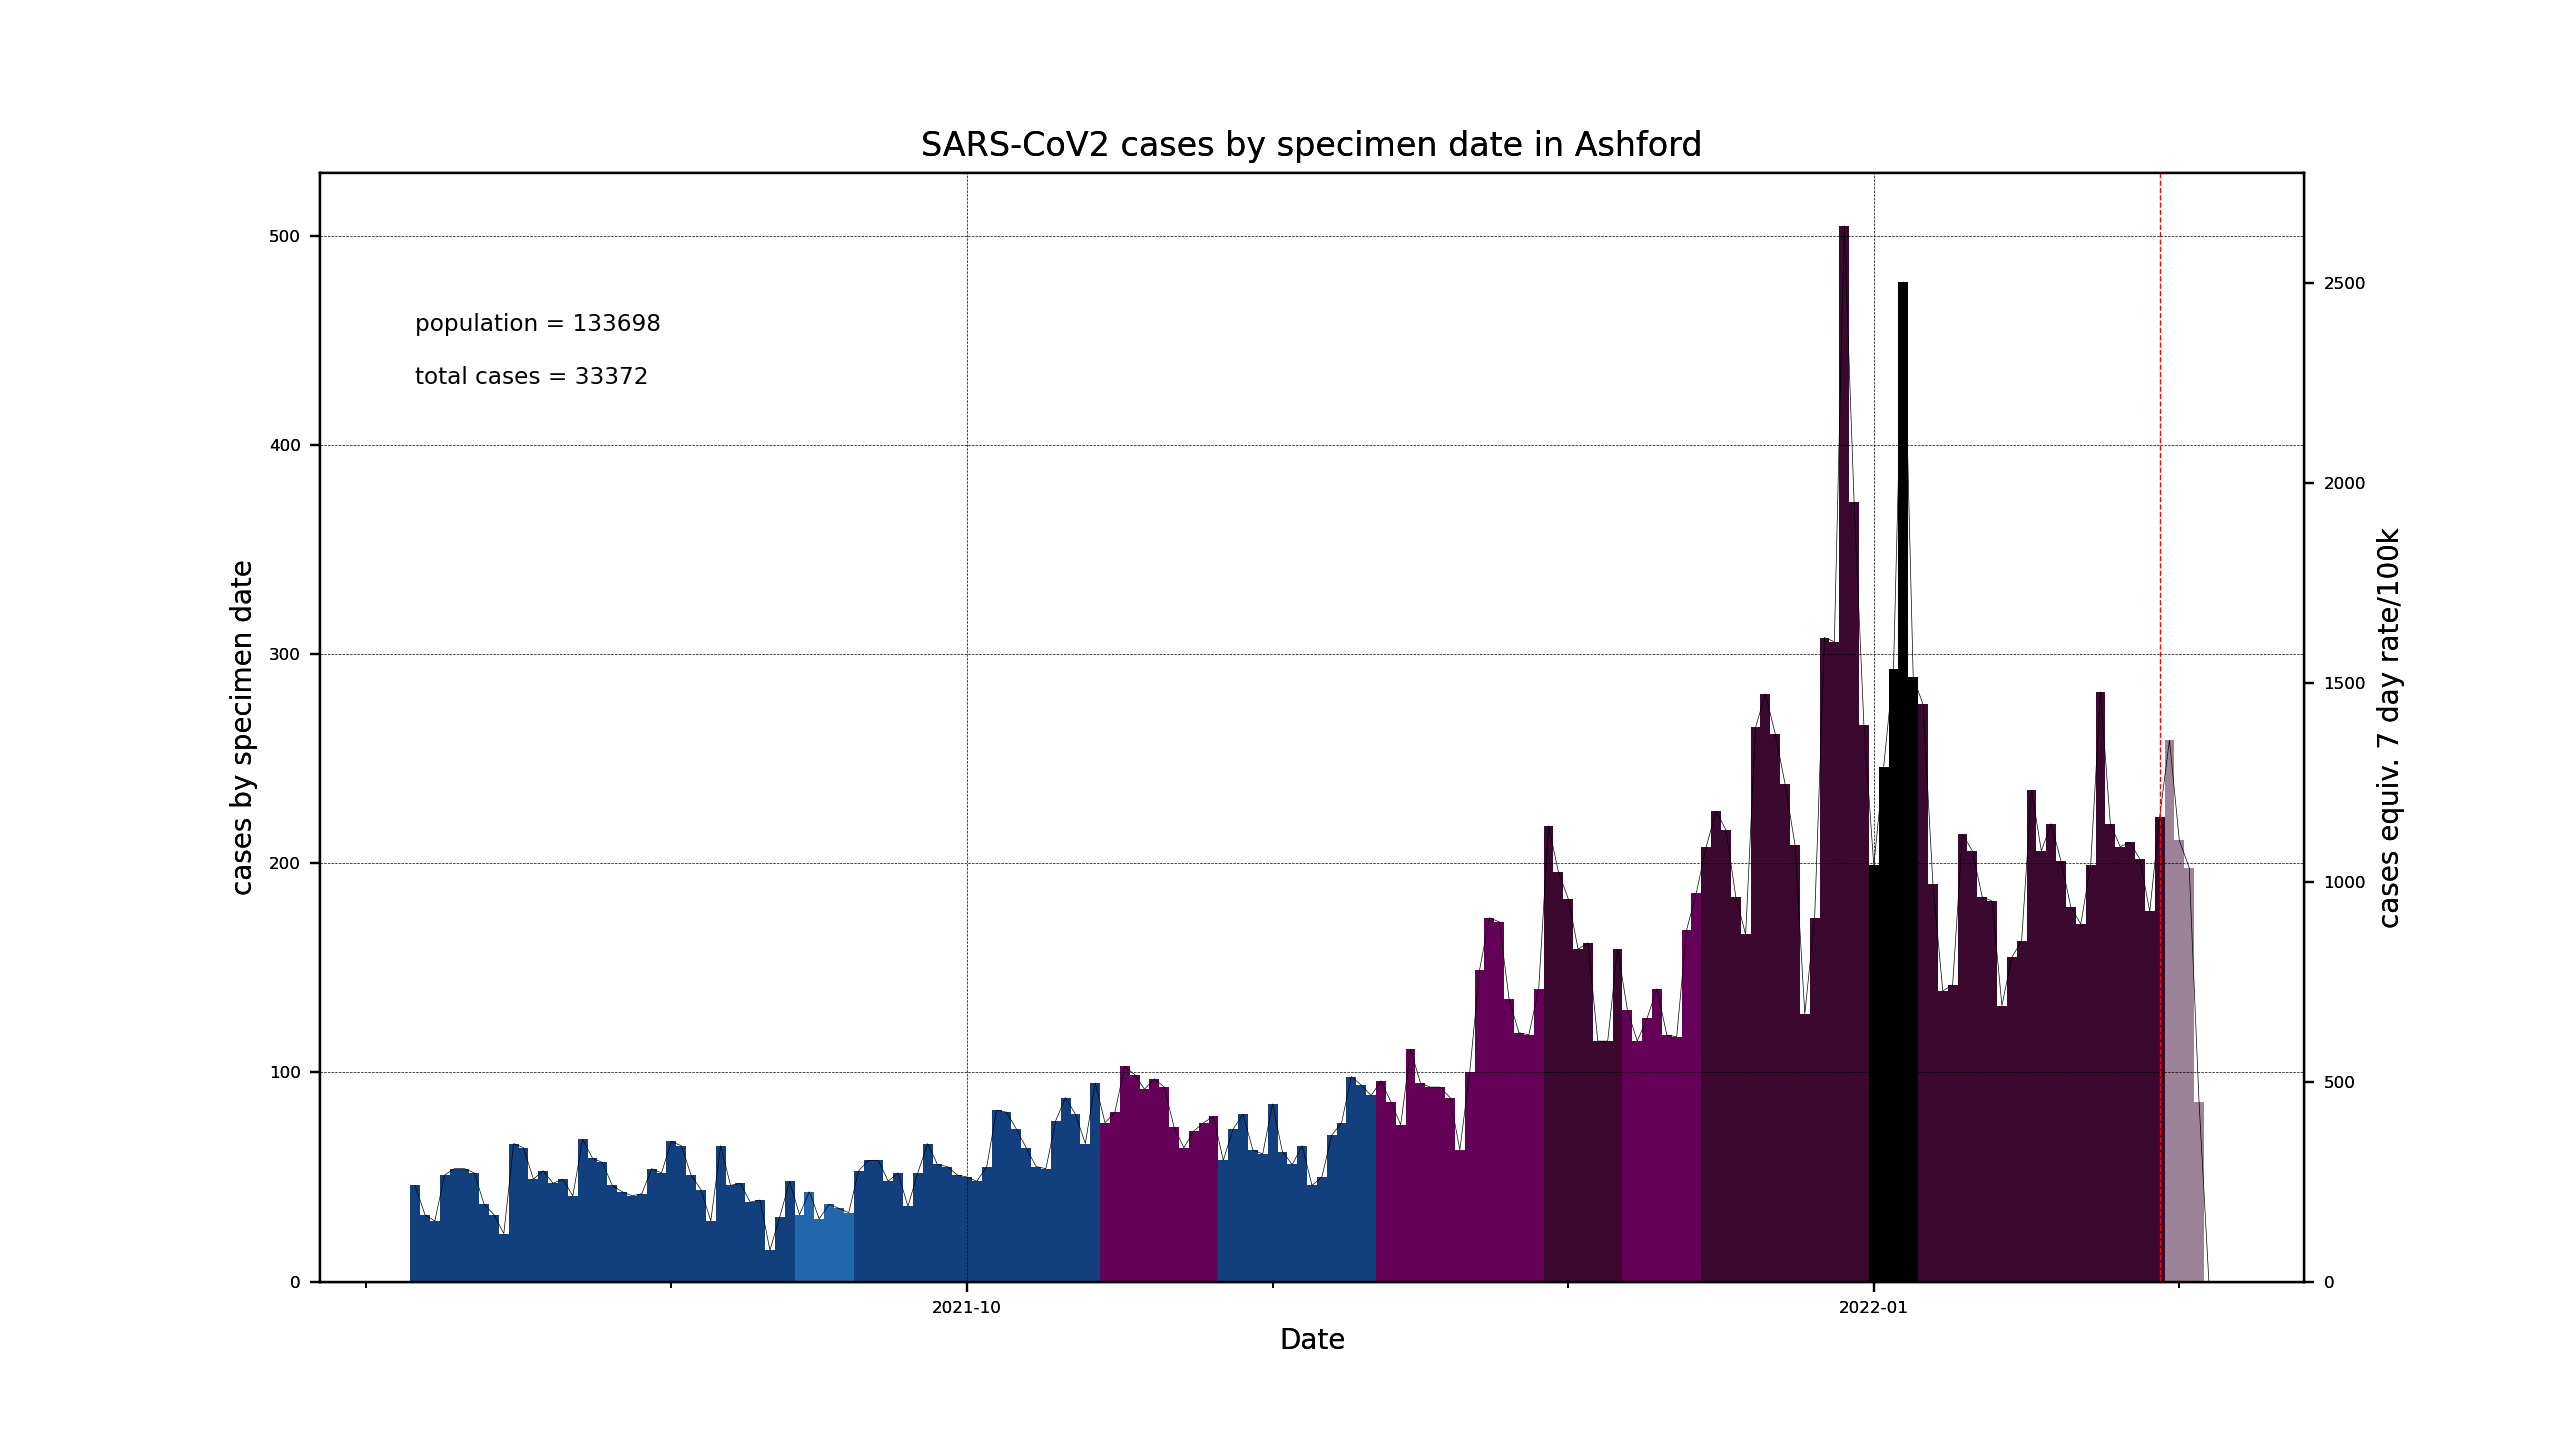 SARS-CoV2 cases by specimen date in Ashford
population = 133698
total cases = 33372
cases by specimen date
500
400
300
200
100
0
2500
2000
1500
1000
500
0
cases equiv. 7 day rate/100k
2021-10
2022-01
Date